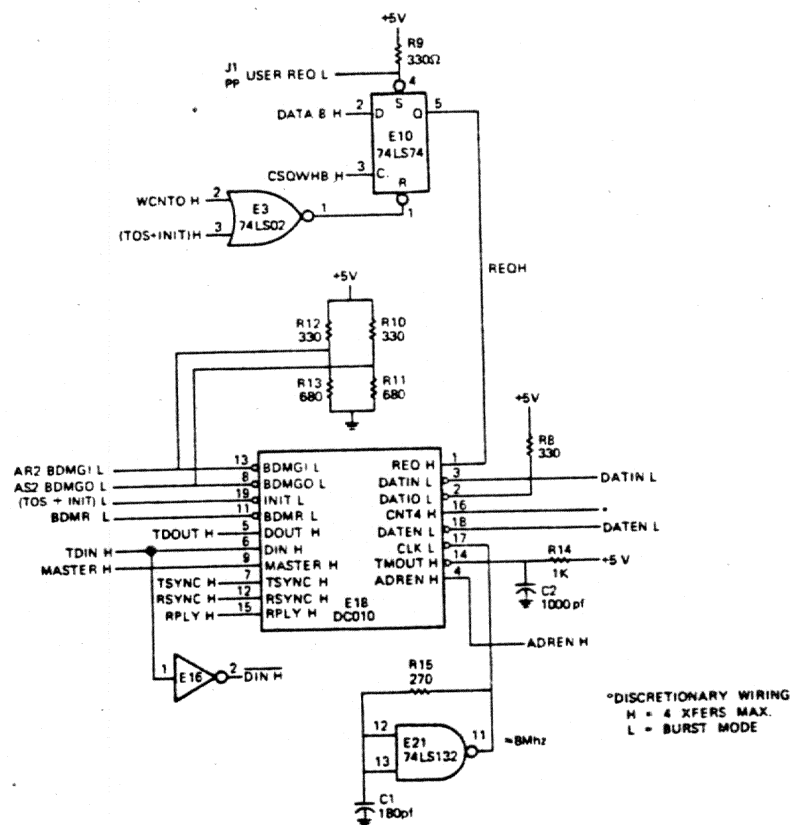 +5V
R9
330Ω
J1
PP
USER REQ L
4
S
2
5
DATA 8 H
D
Q
E10
74LS74
3
CSQWHB H
C.
R
1
WCNTO H
2
E3
74LS02
1
3
(TOS+INIT)H
REQH
+5V
R12
330
R10
330
R13
680
R11
680
+5V
R8
330
AR2 BDMGI L
13
BDMGI L
REQ H
1
AS2 BDMGO L
8
BDMGO L
DATIN L
3
DATIN L
(TOS + INIT) L
19
INIT L
DATIO L
2
BDMR L
11
BDMR L
CNT4 H
16
*
TDOUT H
5
DOUT H
DATEN L
18
DATEN L
TDIN H
6
DIN H
CLK L
17
MASTER H
9
MASTER H
TMOUT H
14
R14
1K
+5 V
TSYNC H
7
TSYNC H
ADREN H
4
RSYNC H
12
RSYNC H
C2
1000pf
RPLY H
15
RPLY H
E18
DC010
ADREN H
1
E16
2
DIN H
R15
270
12
E21
74LS132
11
≈8Mhz
13
C1
180pf
*DISCRETIONARY WIRING
H = 4 XFERS MAX.
L = BURST MODE